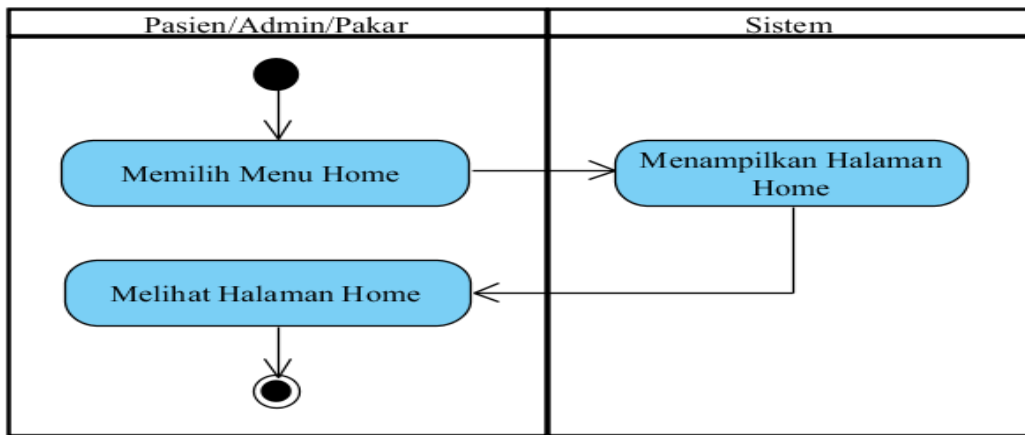 Pasien/Admin/Pakar
Sistem
Memilih Menu Home
Menampilkan Halaman
Home
Melihat Halaman Home